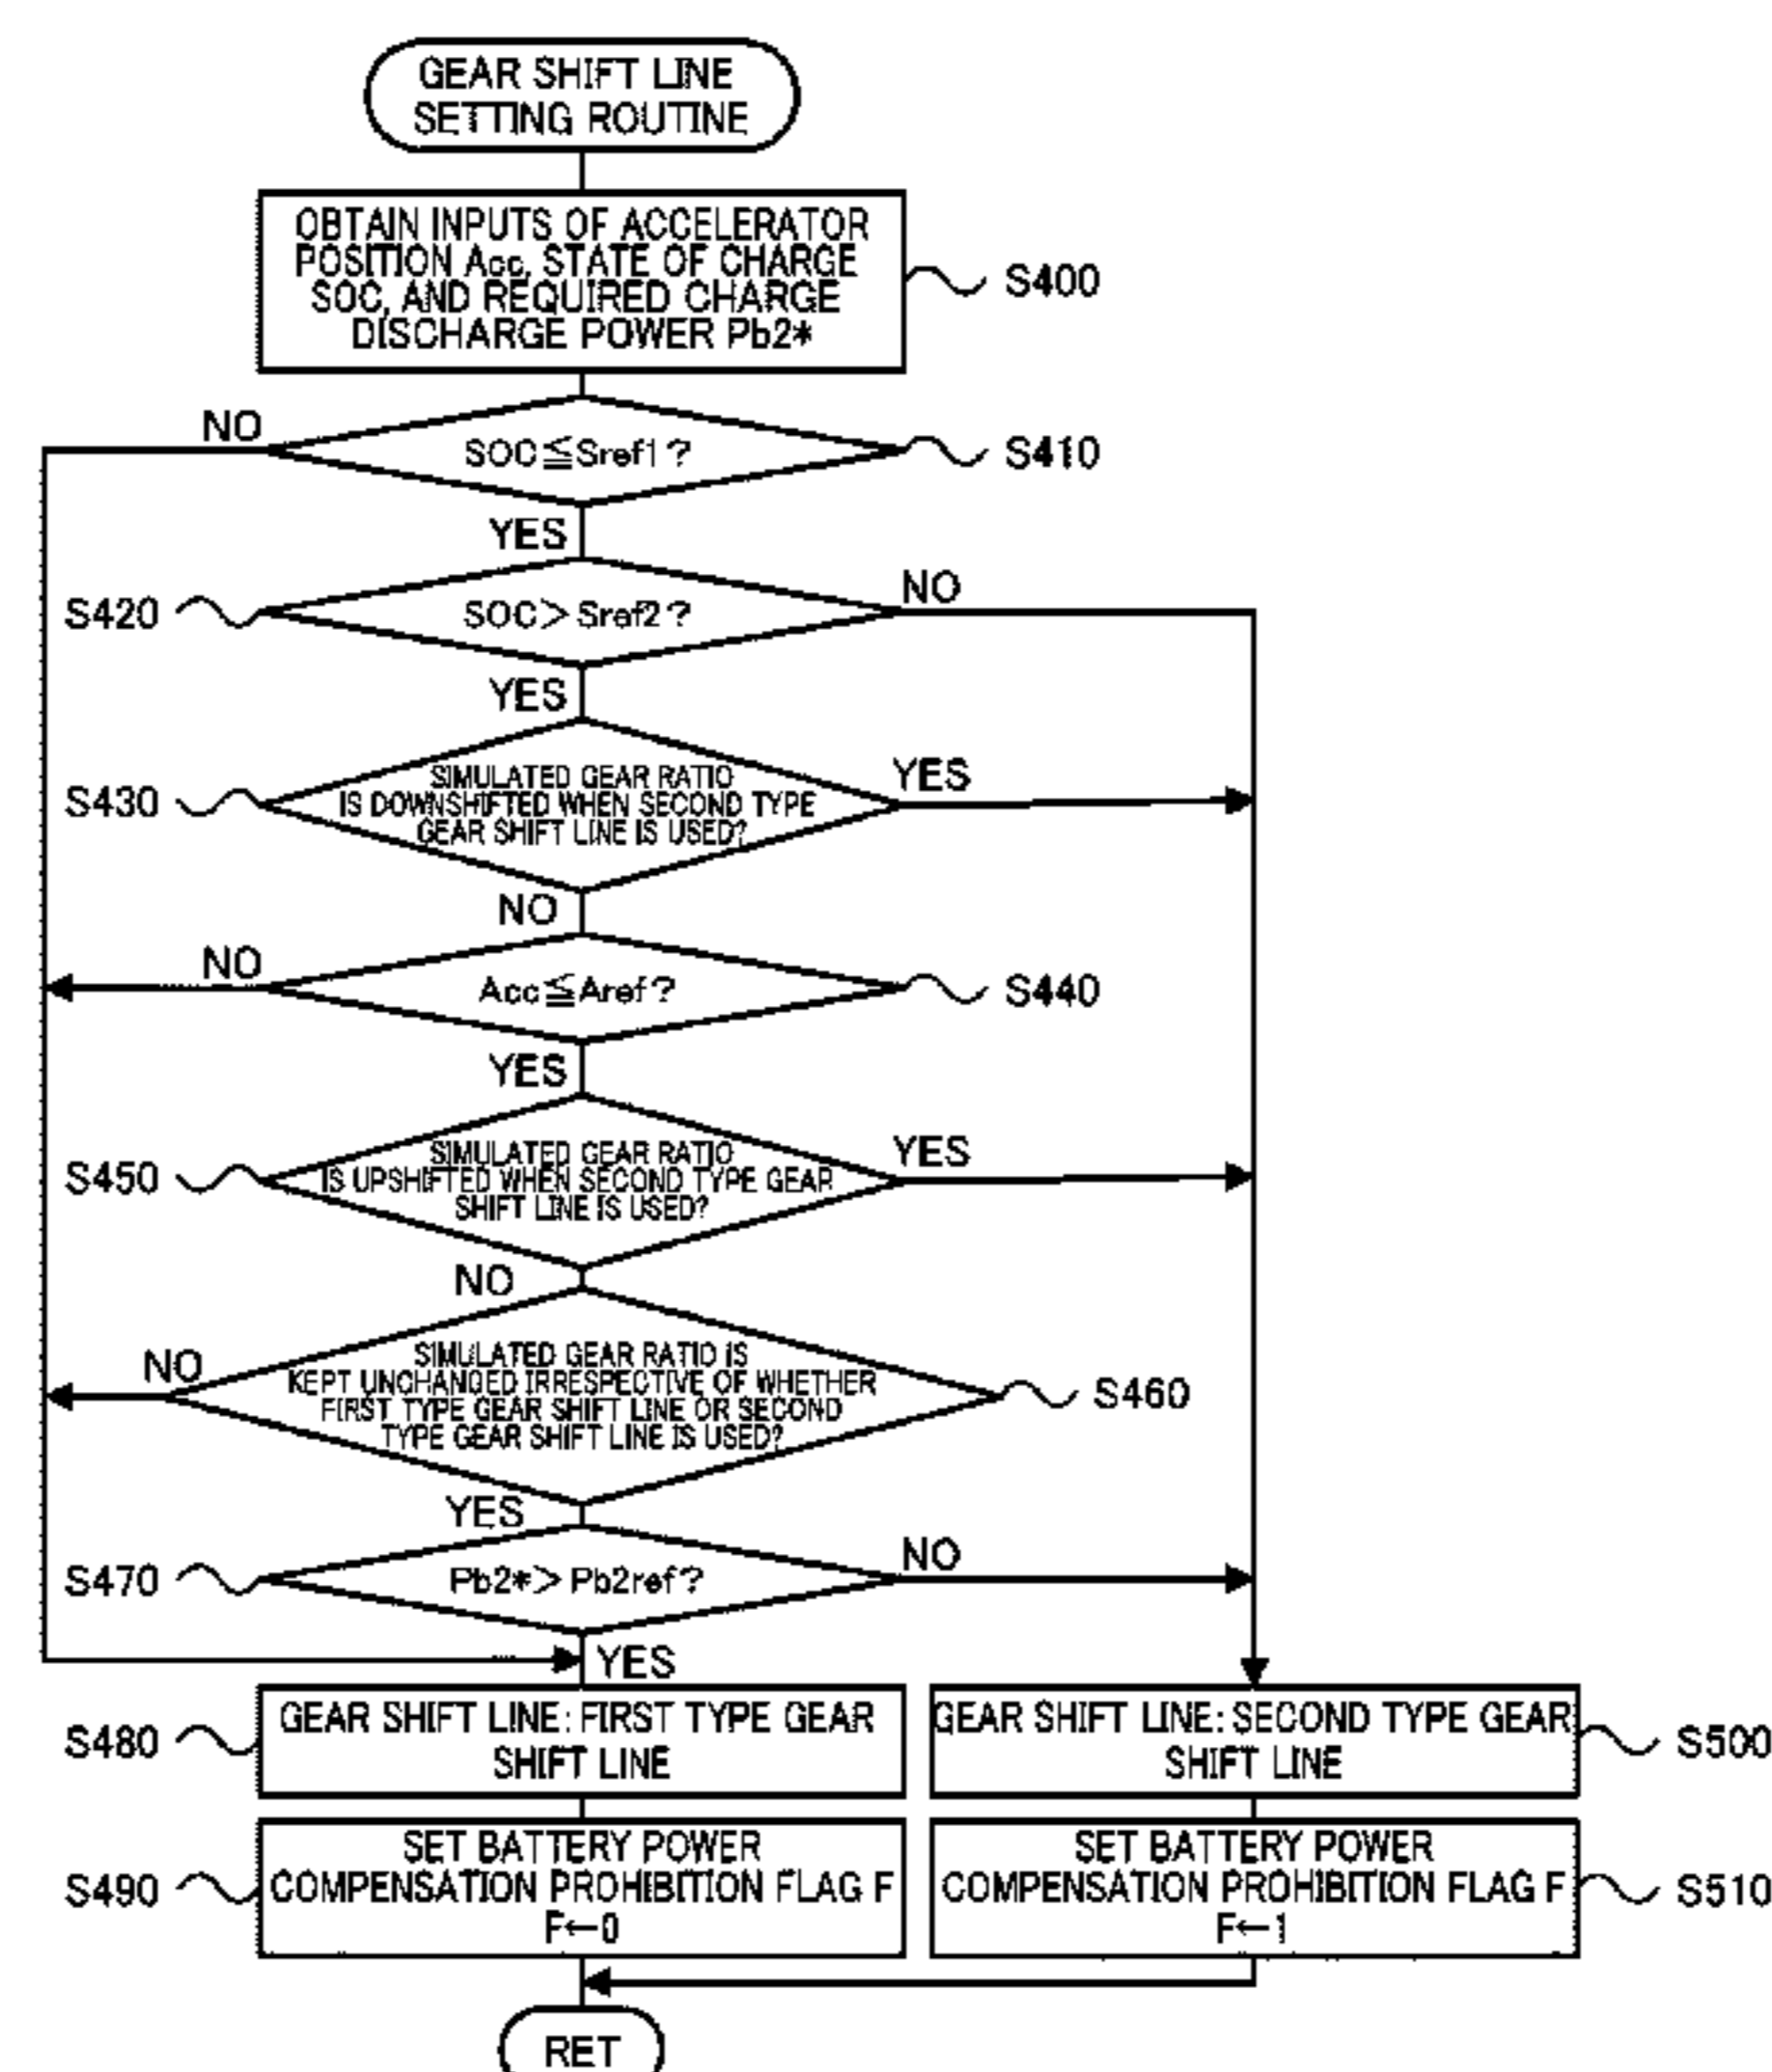 GEAR SHIFT LINE
SETTING ROUTINE
OBTAIN INPUTS OF ACCELERATOR
POSITION Acc, STATE OF CHARGE
SOC, AND REQUIRED CHARGE
DISCHARGE POWER Pb2*
S400
NO
SOC≦Sref1?
S410
YES
S420
SOC>Sref2?
NO
YES
S430
SIMULATED GEAR RATIO
IS DOWNSHIFTED WHEN SECOND TYPE
GEAR SHIFT LINE IS USED?
YES
NO
NO
Acc≦Aref?
S440
YES
S450
SIMULATED GEAR RATIO
IS UPSHIFTED WHEN SECOND TYPE GEAR
SHIFT LINE IS USED?
YES
NO
NO
SIMULATED GEAR RATIO IS
KEPT UNCHANGED IRRESPECTIVE OF WHETHER
FIRST TYPE GEAR SHIFT LINE OR SECOND
TYPE GEAR SHIFT LINE IS USED?
S460
YES
S470
Pb2*>Pb2ref?
NO
YES
S480
GEAR SHIFT LINE: FIRST TYPE GEAR
SHIFT LINE
GEAR SHIFT LINE: SECOND TYPE GEAR
SHIFT LINE
S500
S490
SET BATTERY POWER
COMPENSATION PROHIBITION FLAG F
F←0
SET BATTERY POWER
COMPENSATION PROHIBITION FLAG F
F←1
S510
RET